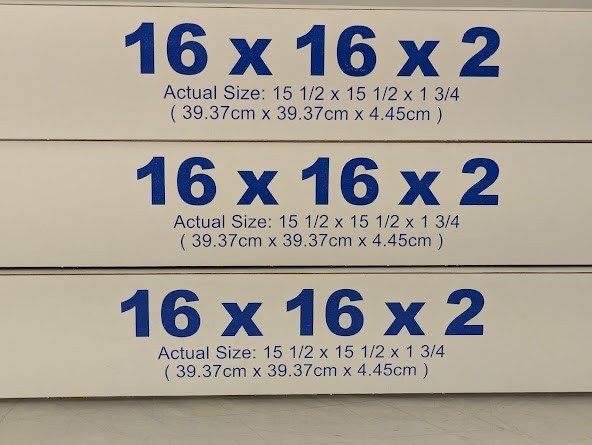 16 x 16 x 2
Actual Size: 15 1/2 x 15 1/2 x 1 3/4
( 39.37cm x 39.37cm x 4.45cm )
16 x 16 x 2
Actual Size: 15 1/2 x 15 1/2 x 1 3/4
( 39.37cm x 39.37cm x 4.45cm )
16 x 16 x 2
Actual Size: 15 1/2 x 15 1/2 x 1 3/4
( 39.37cm x 39.37cm x 4.45cm )